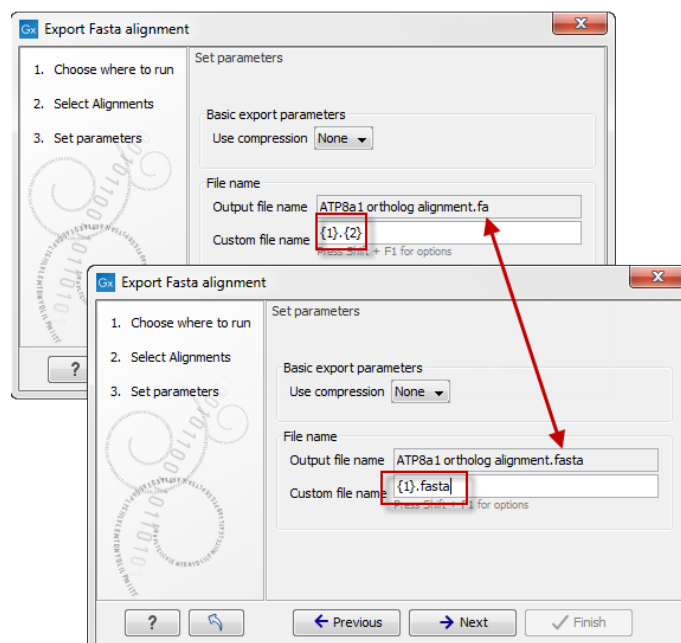 Gx Export Fasta alignment
x
1. Choose where to run
2. Select Alignments
3. Set parameters
Set parameters
Basic export parameters
Use compression None
File name
Output file name ATP8a1 ortholog alignment.fa
Custom file name {1}.{2}
Press Shift + F1 for options
?
Gx Export Fasta alignment
x
1. Choose where to run
2. Select Alignments
3. Set parameters
Set parameters
Basic export parameters
Use compression None
File name
Output file name ATP8a1 ortholog alignment.fasta
Custom file name {1}.fasta
Press Shift + F1 for options
? Previous Next Finish